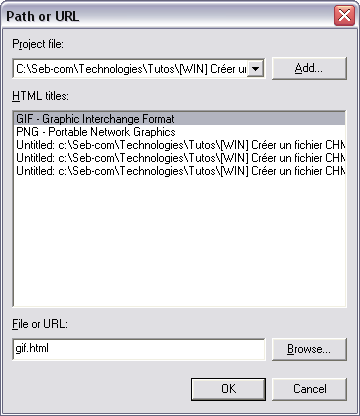 Path or URL
Project file:
C:\Seb-com\Technologies\Tutos\[WIN] Créer u
Add...
HTML titles:
GIF - Graphic Interchange Format
PNG - Portable Network Graphics
Untitled: c:\Seb-com\Technologies\Tutos\[WIN] Créer un fichier CHM
Untitled: c:\Seb-com\Technologies\Tutos\[WIN] Créer un fichier CHM
Untitled: c:\Seb-com\Technologies\Tutos\[WIN] Créer un fichier CHM
File or URL:
gif.html
Browse...
OK
Cancel